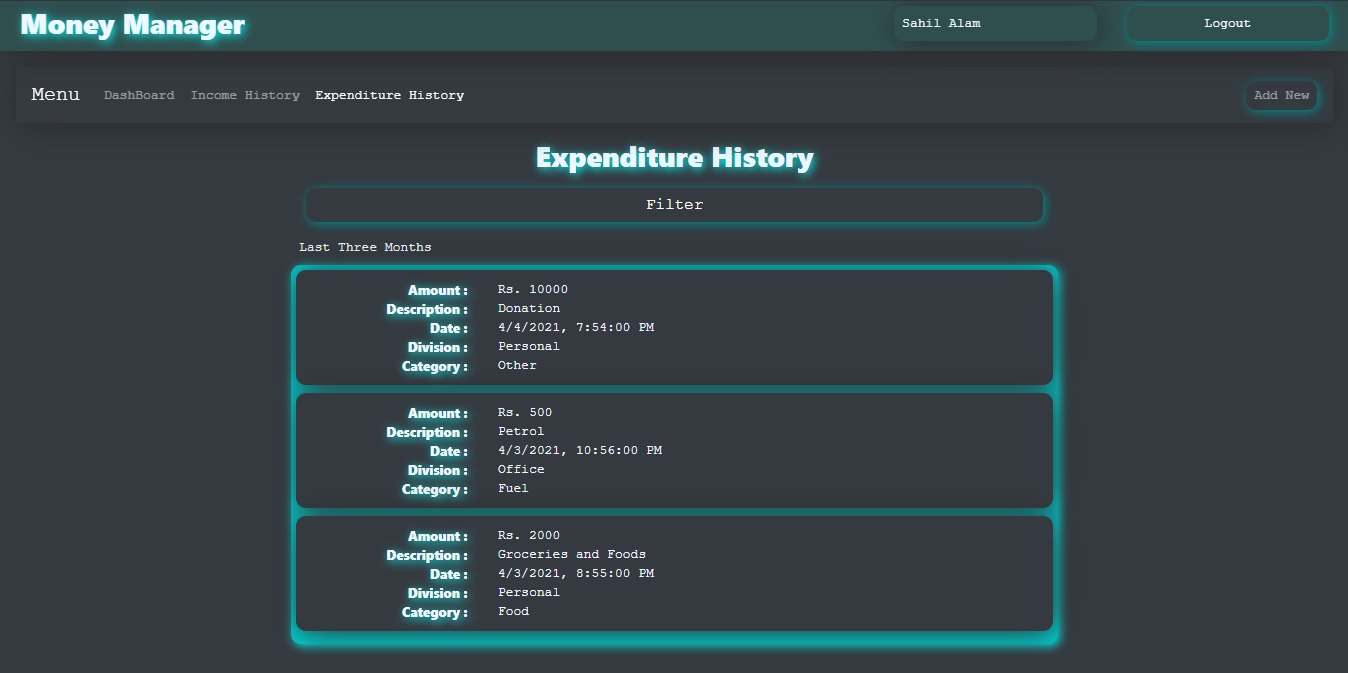 Money Manager
Sahil Alam
Logout
Menu DashBoard Income History Expenditure History Add New
Expenditure History
Filter
Last Three Months
Amount : Rs. 10000
Description : Donation
Date : 4/4/2021, 7:54:00 PM
Division : Personal
Category : Other
Amount : Rs. 500
Description : Petrol
Date : 4/3/2021, 10:56:00 PM
Division : Office
Category : Fuel
Amount : Rs. 2000
Description : Groceries and Foods
Date : 4/3/2021, 8:55:00 PM
Division : Personal
Category : Food